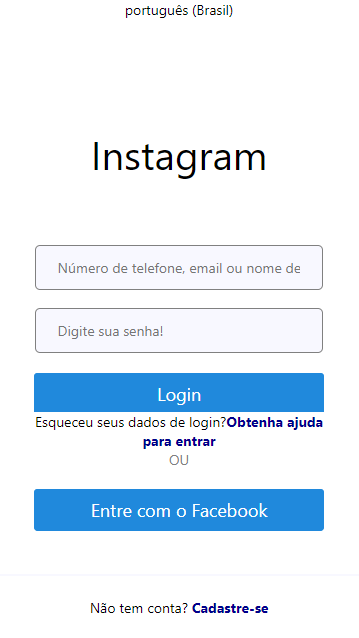 português (Brasil)
Instagram
Número de telefone, email ou nome de
Digite sua senha!
Login
Esqueceu seus dados de login?Obtenha ajuda
para entrar
OU
Entre com o Facebook
Não tem conta? Cadastre-se